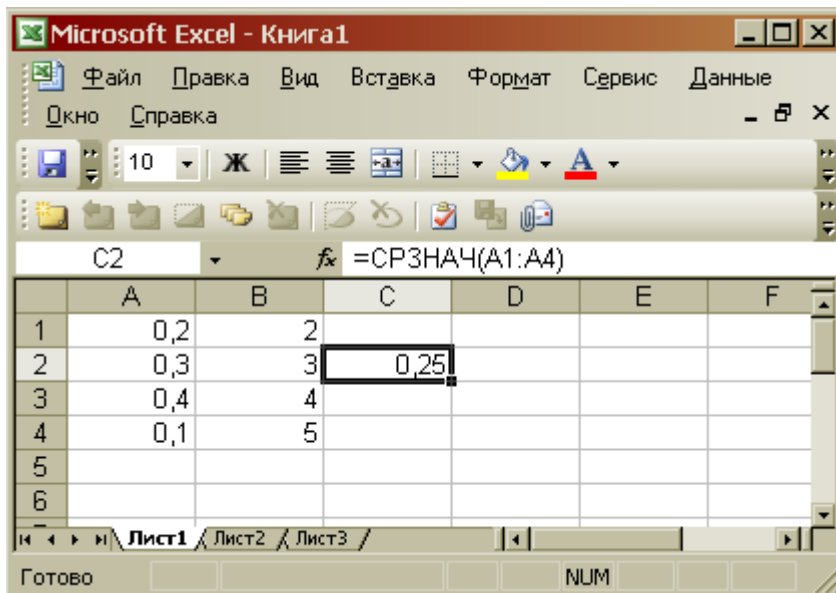 Microsoft Excel - Книга1
Файл Правка Вид Вставка Формат Сервис Данные
Окно Справка
10 Ж A
C2 fx =СРЗНАЧ(A1:A4)
A B C D E F
1 0,2 2
2 0,3 3 0,25
3 0,4 4
4 0,1 5
5
6
Лист1 Лист2 Лист3
Готово NUM